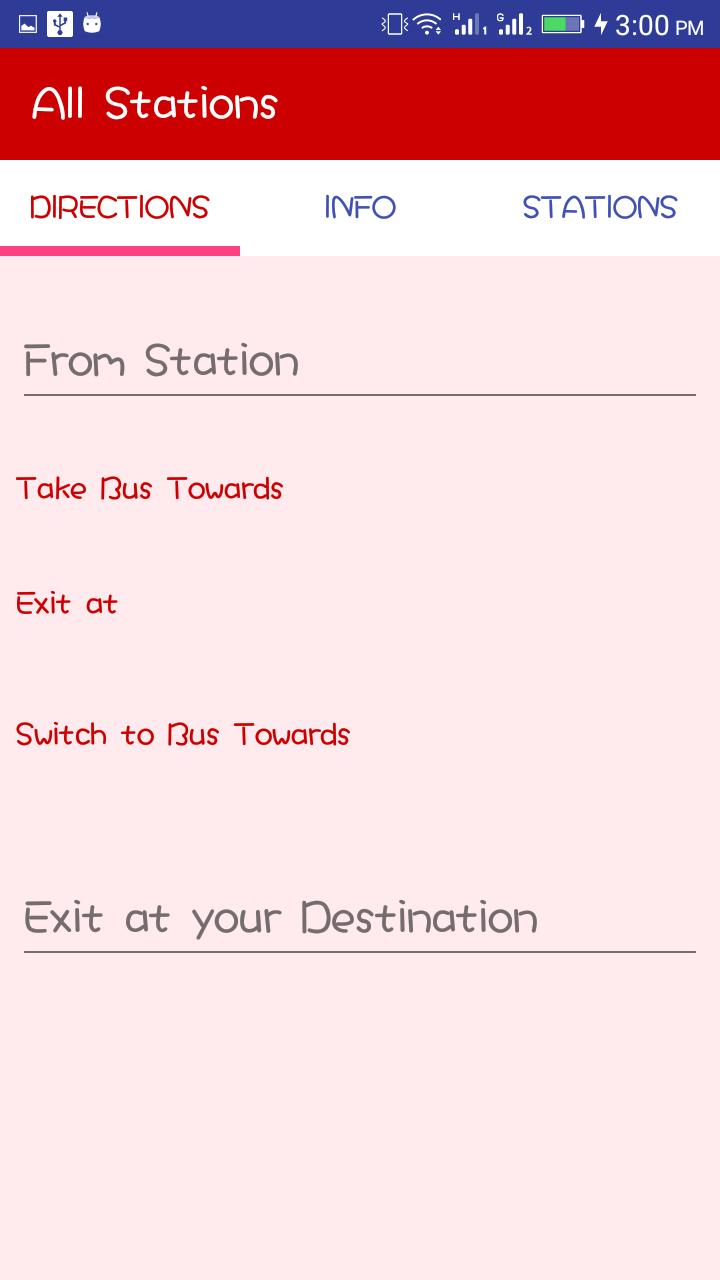 H 1 G 2 3:00 PM
All Stations
DIRECTIONS INFO STATIONS
From Station
Take Bus Towards
Exit at
Switch to Bus Towards
Exit at your Destination